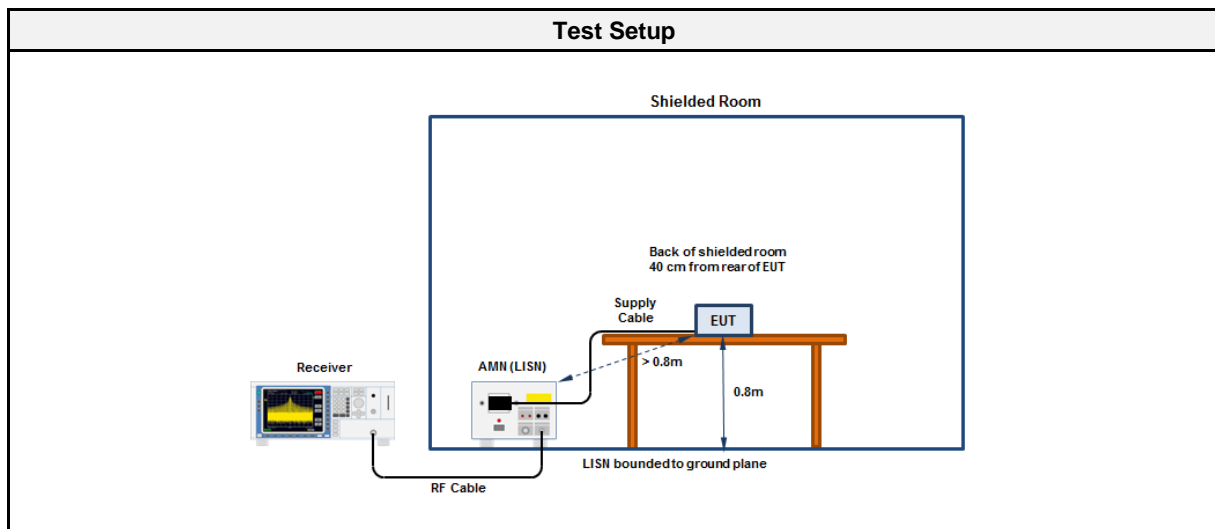 Test Setup
Shielded Room
Back of shielded room
40 cm from rear of EUT
Supply
Cable
EUT
> 0.8m
AMN (LISN)
Receiver
0.8m
LISN bounded to ground plane
RF Cable